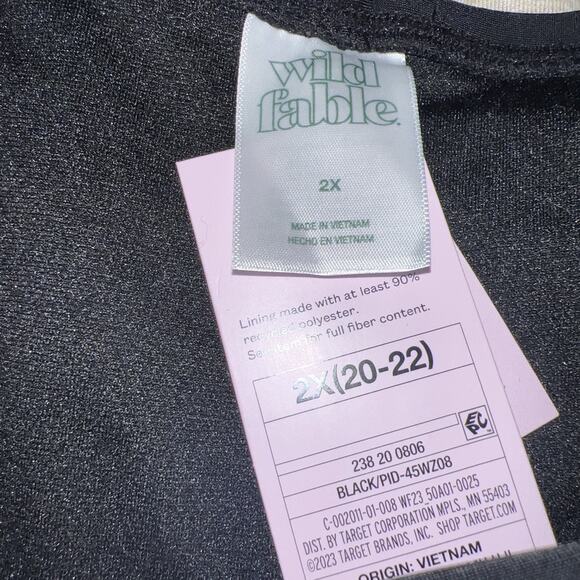 wild
fable.
2X
MADE IN VIETNAM
HECHO EN VIETNAM
Lining made with at least 90%
recycled polyester.
See item for full fiber content.
2X(20-22)
EPC
238 20 0806
BLACK/PID-45WZ08
C-002011-01-008 WF23 50A01-0025
DIST. BY TARGET CORPORATION MPLS., MN 55403
©2023 TARGET BRANDS, INC. SHOP TARGET.COM
ORIGIN: VIETNAM